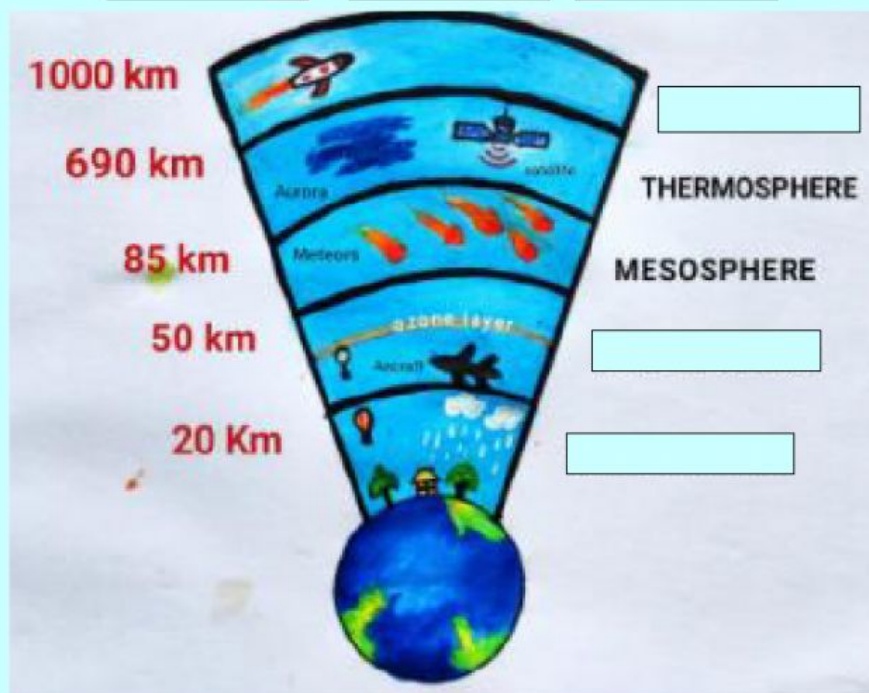 1000 km
690 km
Aurora
satellite
THERMOSPHERE
85 km
Meteors
MESOSPHERE
50 km
ozone layer
Aircraft
20 Km